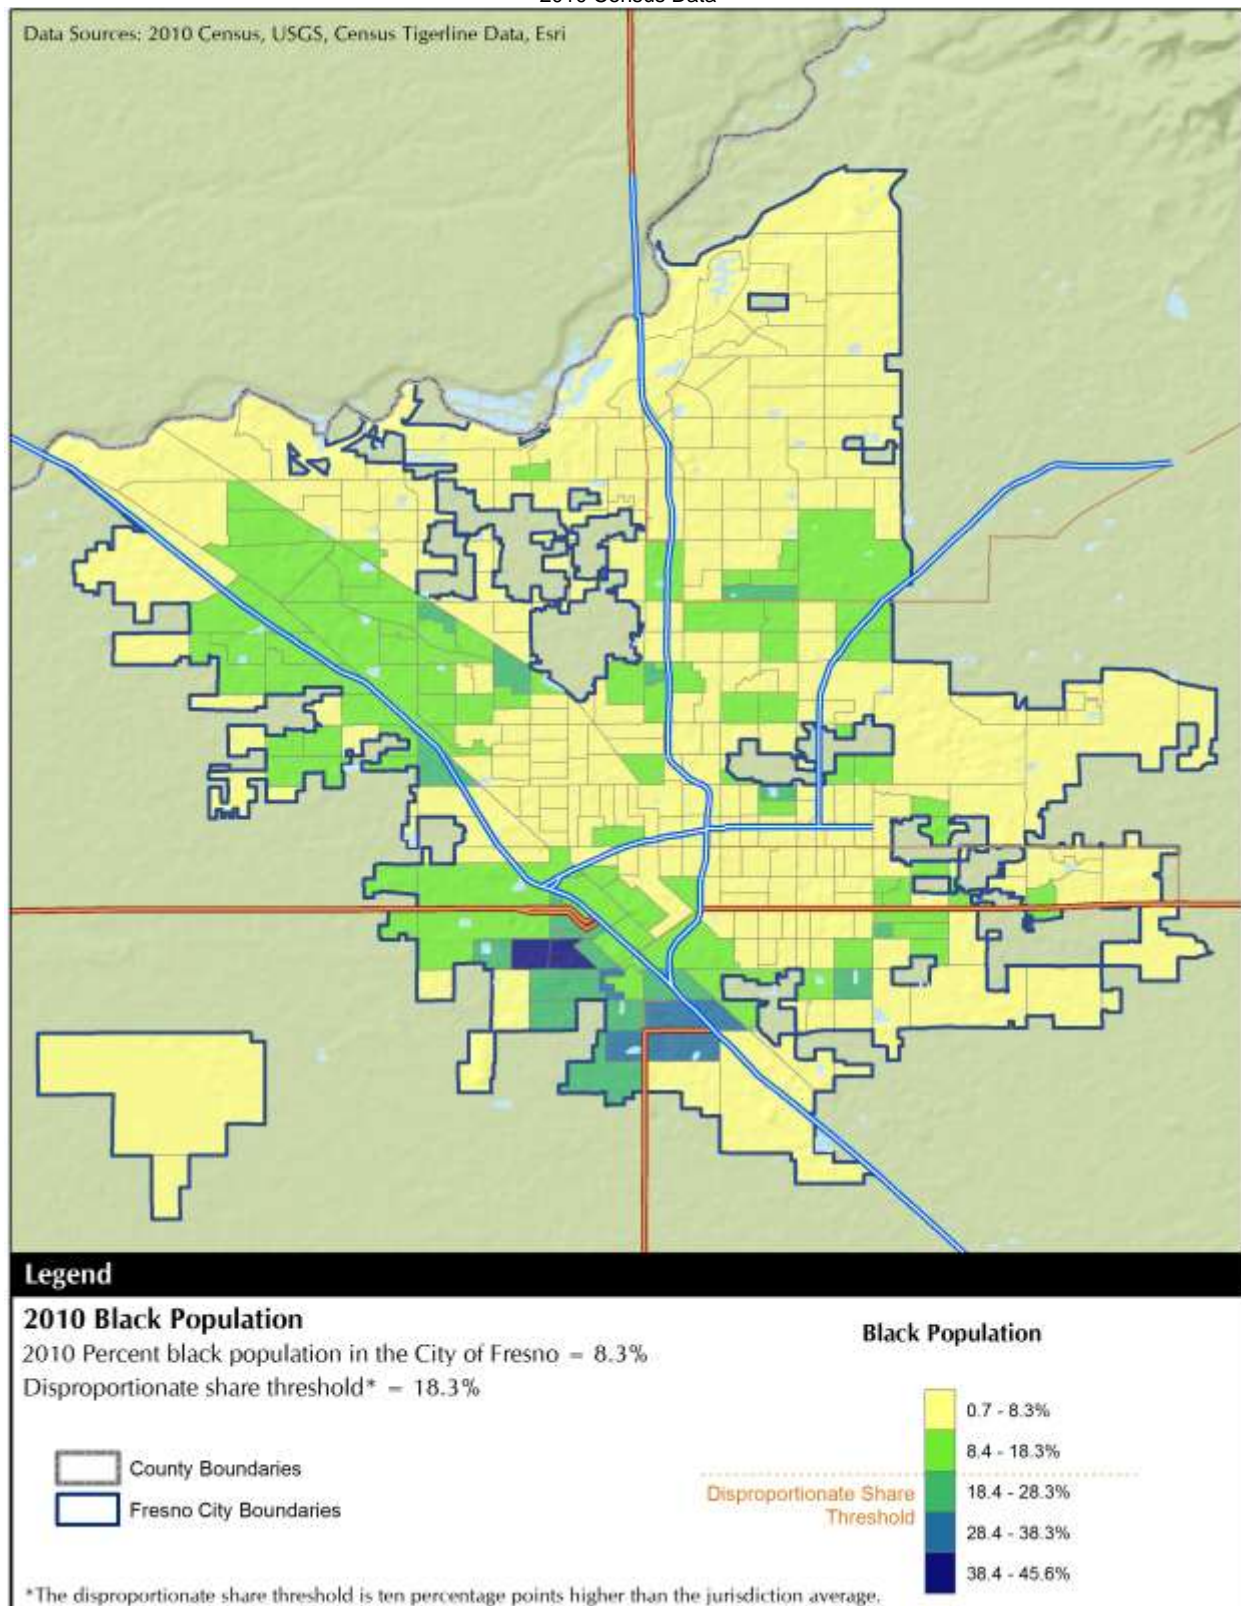 2010 Census Data
Data Sources: 2010 Census, USGS, Census Tigerline Data, Esri
Legend
2010 Black Population
2010 Percent black population in the City of Fresno = 8.3%
Disproportionate share threshold* = 18.3%
County Boundaries
Fresno City Boundaries
Black Population
0.7 - 8.3%
8.4 - 18.3%
Disproportionate Share
Threshold
18.4 - 28.3%
28.4 - 38.3%
38.4 - 45.6%
*The disproportionate share threshold is ten percentage points higher than the jurisdiction average.